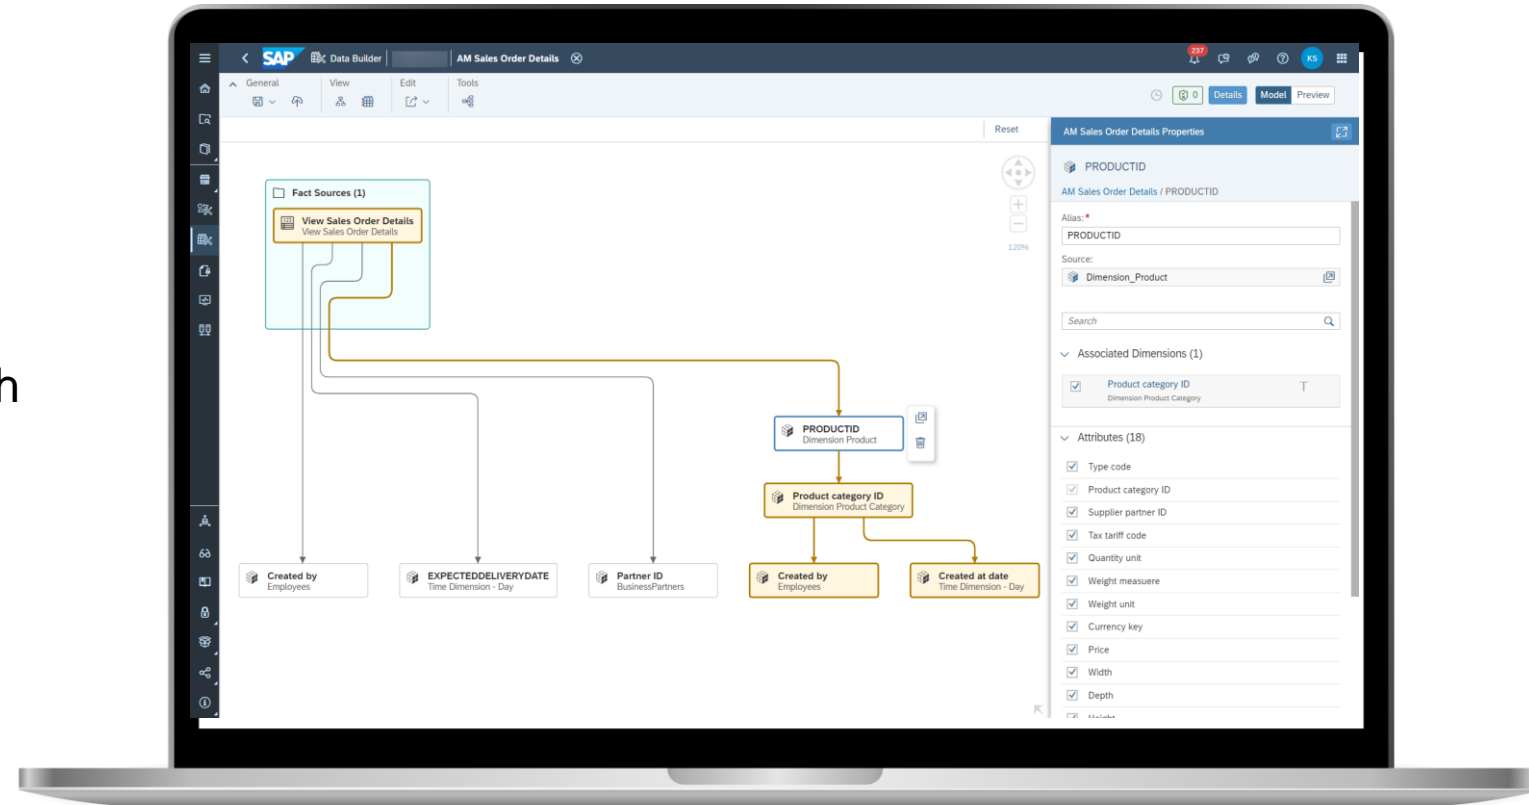 h
SAP
Data Builder
AM Sales Order Details
237
KS
General
View
Edit
Tools
0
Details
Model
Preview
Reset
120%
Fact Sources (1)
View Sales Order Details
View Sales Order Details
PRODUCTID
Dimension Product
Product category ID
Dimension Product Category
Created by
Employees
EXPECTEDDELIVERYDATE
Time Dimension - Day
Partner ID
BusinessPartners
Created by
Employees
Created at date
Time Dimension - Day
AM Sales Order Details Properties
PRODUCTID
AM Sales Order Details / PRODUCTID
Alias:*
PRODUCTID
Source:
Dimension_Product
Search
Associated Dimensions (1)
Product category ID
T
Dimension Product Category
Attributes (18)
Type code
Product category ID
Supplier partner ID
Tax tariff code
Quantity unit
Weight measuere
Weight unit
Currency key
Price
Width
Depth
Height